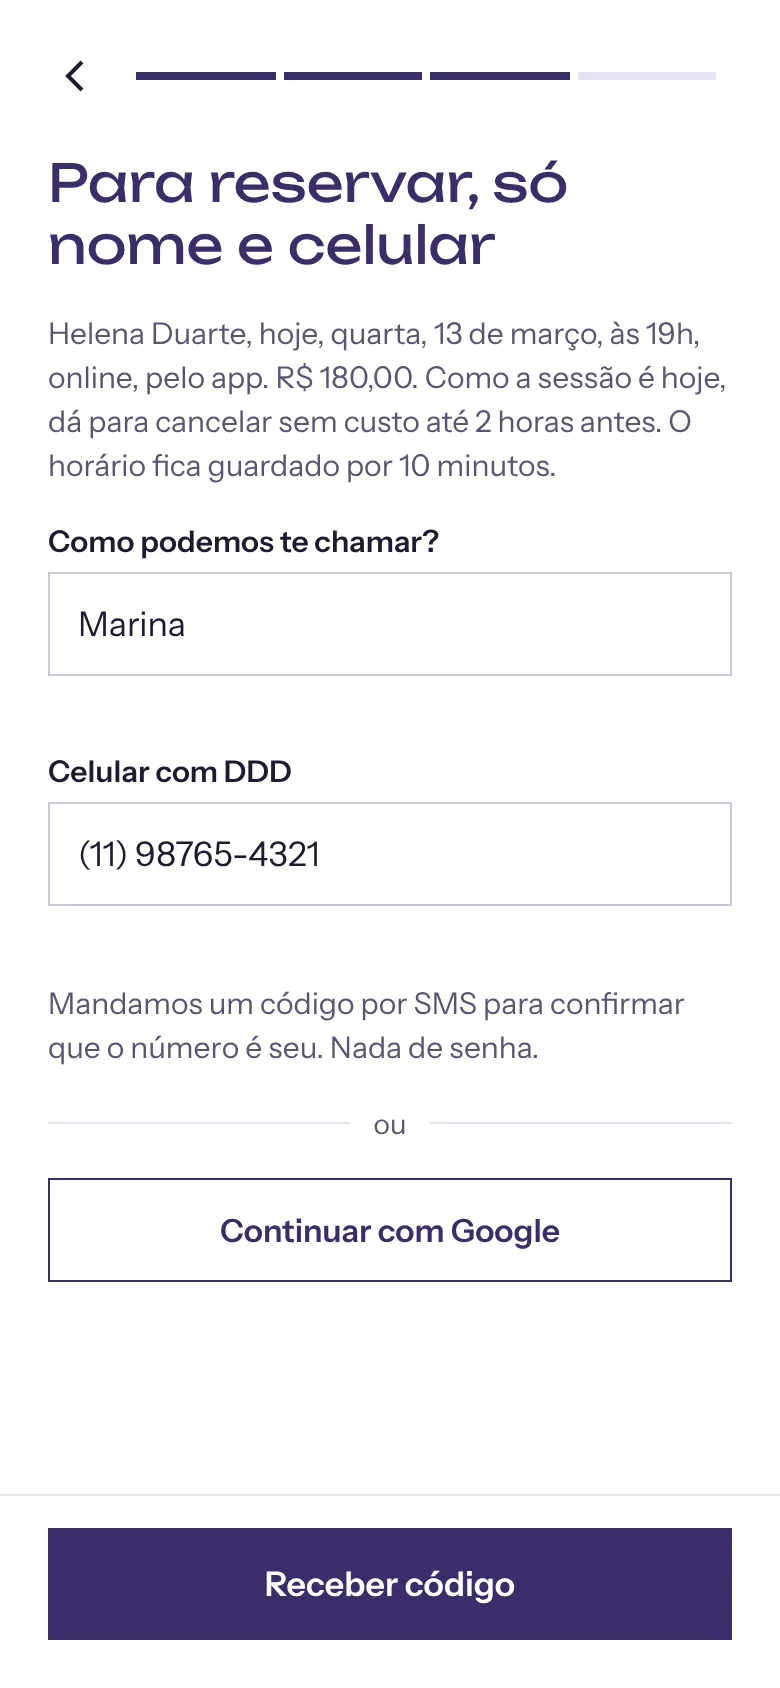 Para reservar, só
nome e celular
Helena Duarte, hoje, quarta, 13 de março, às 19h,
online, pelo app. R$ 180,00. Como a sessão é hoje,
dá para cancelar sem custo até 2 horas antes. O
horário fica guardado por 10 minutos.
Como podemos te chamar?
Marina
Celular com DDD
(11) 98765-4321
Mandamos um código por SMS para confirmar
que o número é seu. Nada de senha.
ou
Continuar com Google
Receber código